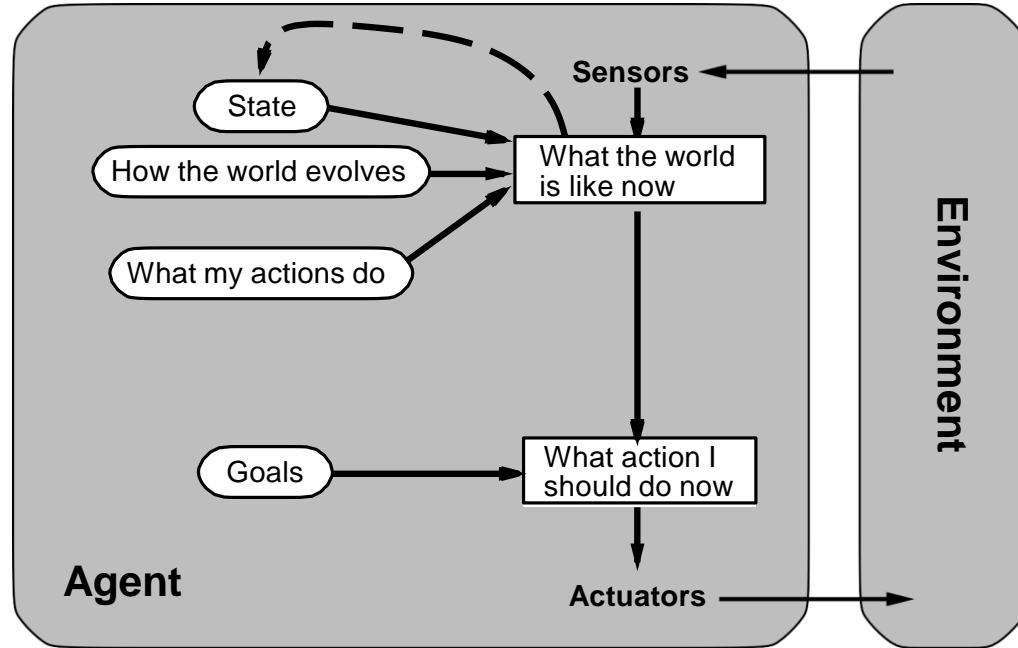 Sensors
State
What the world
is like now
How the world evolves
What my actions do
Environment
Goals
What action I
should do now
Agent
Actuators